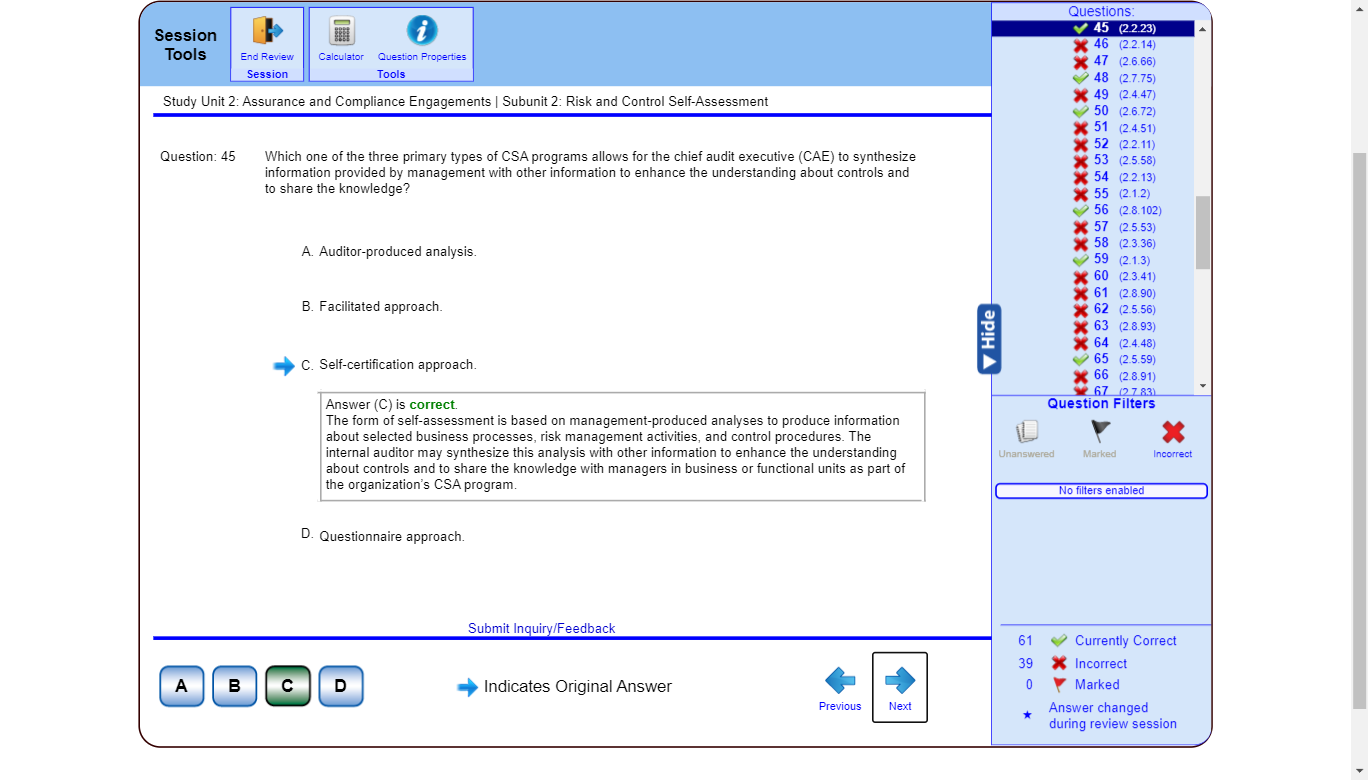 Session
Tools
End Review
Session
Calculator
Question Properties
Tools
Study Unit 2: Assurance and Compliance Engagements | Subunit 2: Risk and Control Self-Assessment
Question: 45
Which one of the three primary types of CSA programs allows for the chief audit executive (CAE) to synthesize
information provided by management with other information to enhance the understanding about controls and
to share the knowledge?
A. Auditor-produced analysis.
B. Facilitated approach.
C. Self-certification approach.
Answer (C) is correct.
The form of self-assessment is based on management-produced analyses to produce information
about selected business processes, risk management activities, and control procedures. The
internal auditor may synthesize this analysis with other information to enhance the understanding
about controls and to share the knowledge with managers in business or functional units as part of
the organization's CSA program.
D. Questionnaire approach.
Submit Inquiry/Feedback
A
B
C
D
Indicates Original Answer
Previous
Next
Hide
Questions:
45 (2.2.23)
46 (2.2.14)
47 (2.6.66)
48 (2.7.75)
49 (2.4.47)
50 (2.6.72)
51 (2.4.51)
52 (2.2.11)
53 (2.5.58)
54 (2.2.13)
55 (2.1.2)
56 (2.8.102)
57 (2.5.53)
58 (2.3.36)
59 (2.1.3)
60 (2.3.41)
61 (2.8.90)
62 (2.5.56)
63 (2.8.93)
64 (2.4.48)
65 (2.5.59)
66 (2.8.91)
67 (2.7.83)
Question Filters
Unanswered
Marked
Incorrect
No filters enabled
61 Currently Correct
39 Incorrect
0 Marked
Answer changed
during review session